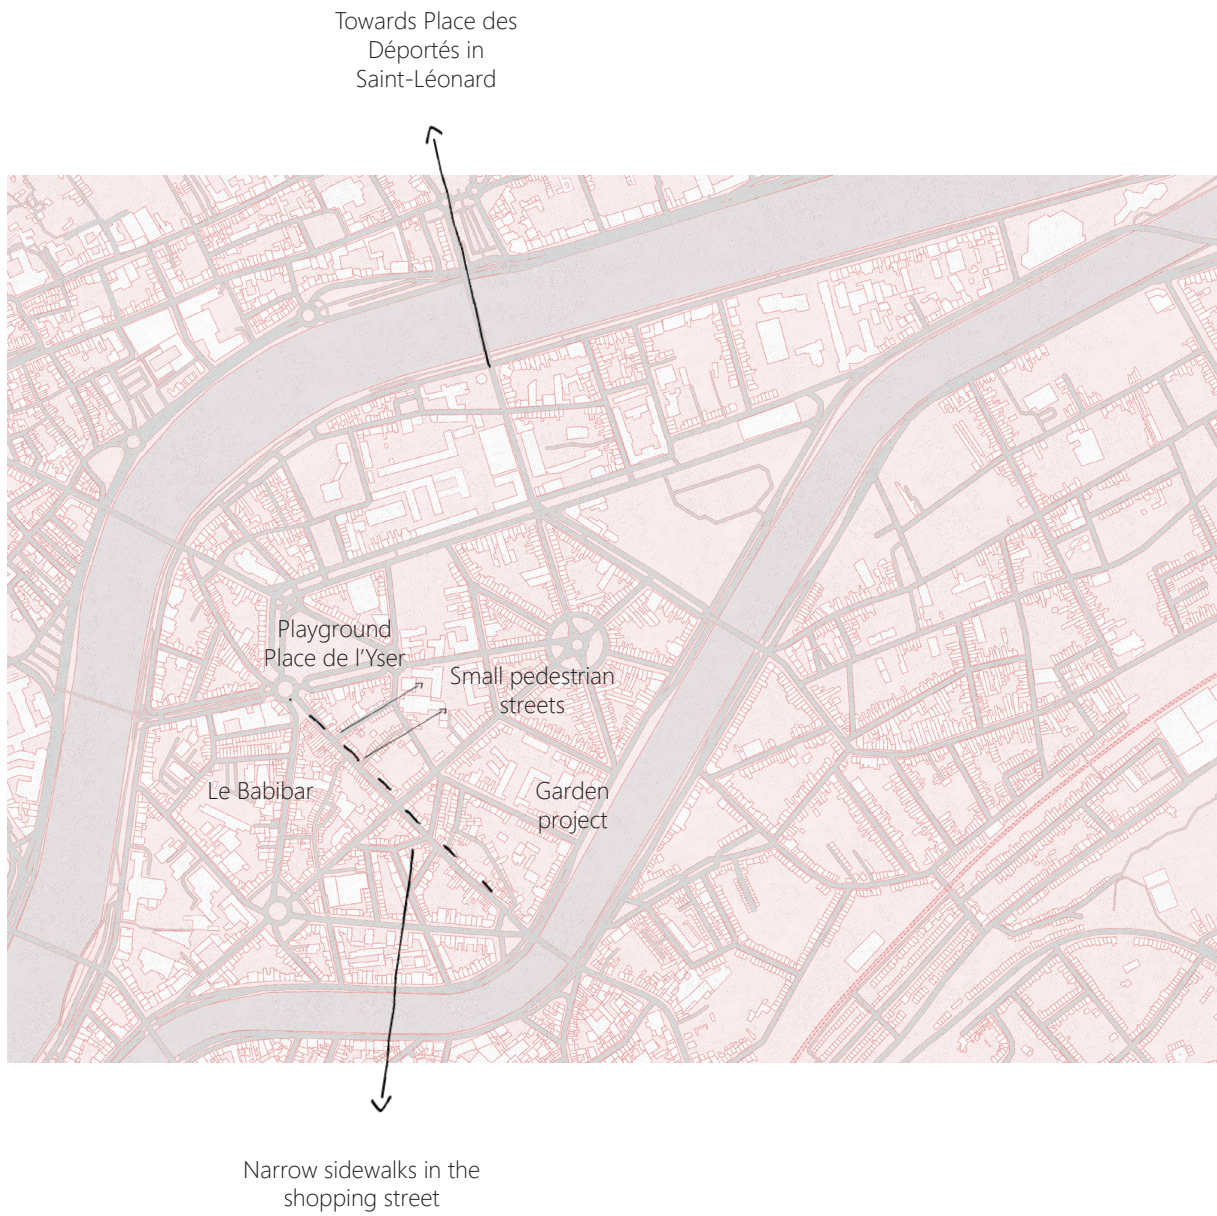 Towards Place des
Déportés in
Saint-Léonard
Playground
Place de l'Yser
Small pedestrian
streets
Le Babibar
Garden
project
Narrow sidewalks in the
shopping street